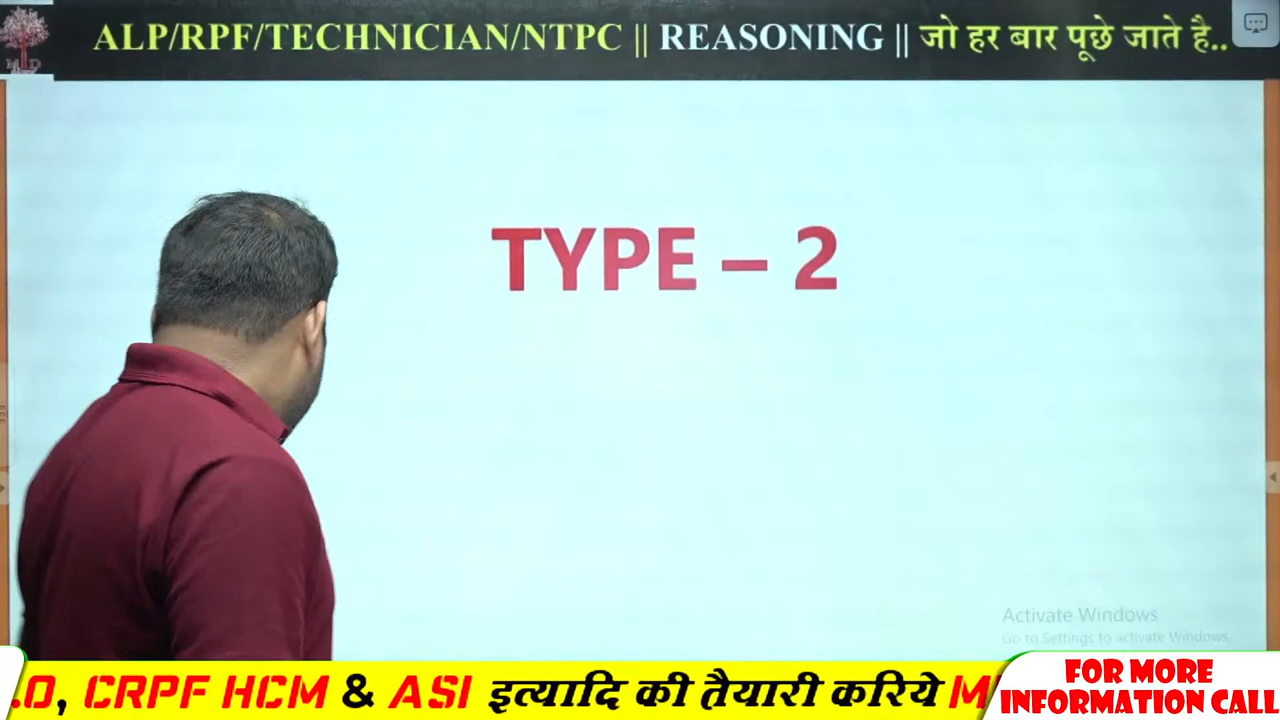 ALP/RPF/TECHNICIAN/NTPC || REASONING || जो हर बार पूछे जाते है..
TYPE – 2
Activate Windows
Go to Settings to activate Windows.
CRPF HCM & ASI इत्यादि की तैयारी करिये
FOR MORE
INFORMATION CALL